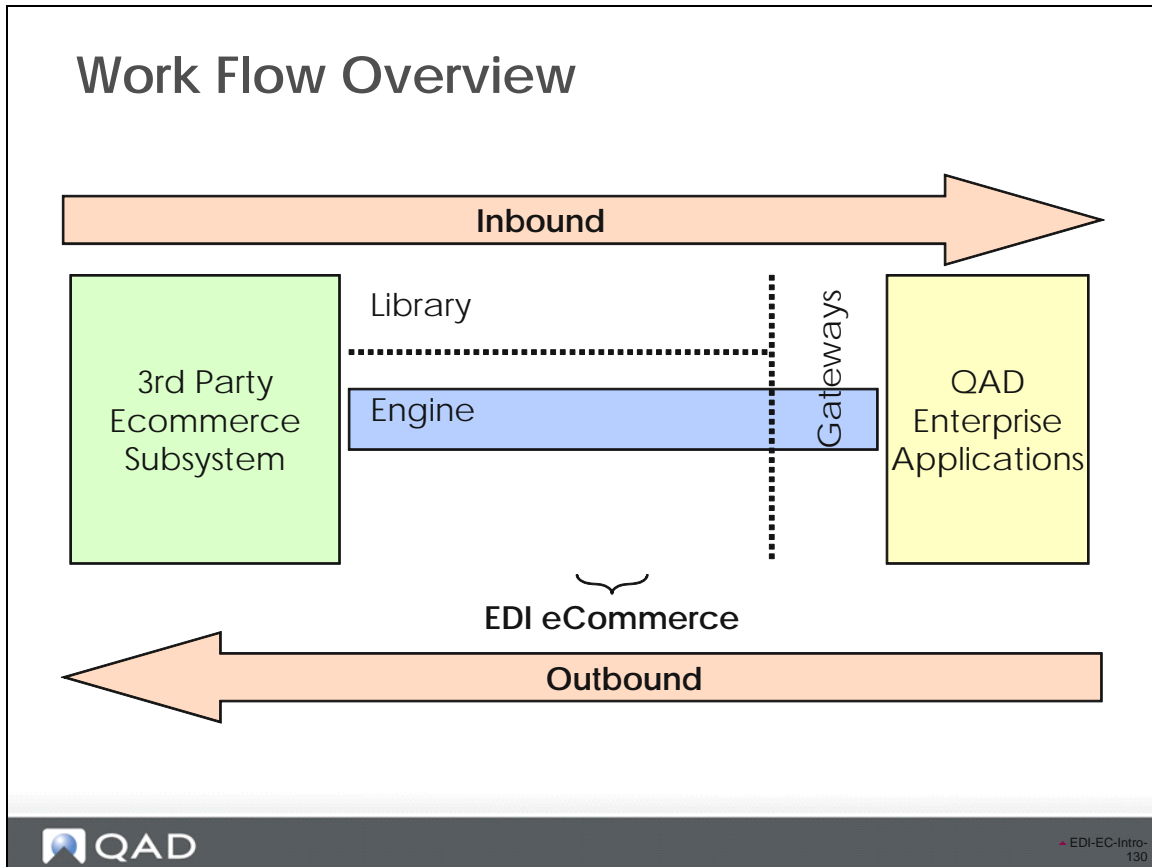 Work Flow Overview
Inbound
3rd Party
Ecommerce
Subsystem
Library
Engine
Gateways
QAD
Enterprise
Applications
EDI eCommerce
Outbound
QAD
EDI-EC-Intro-
130